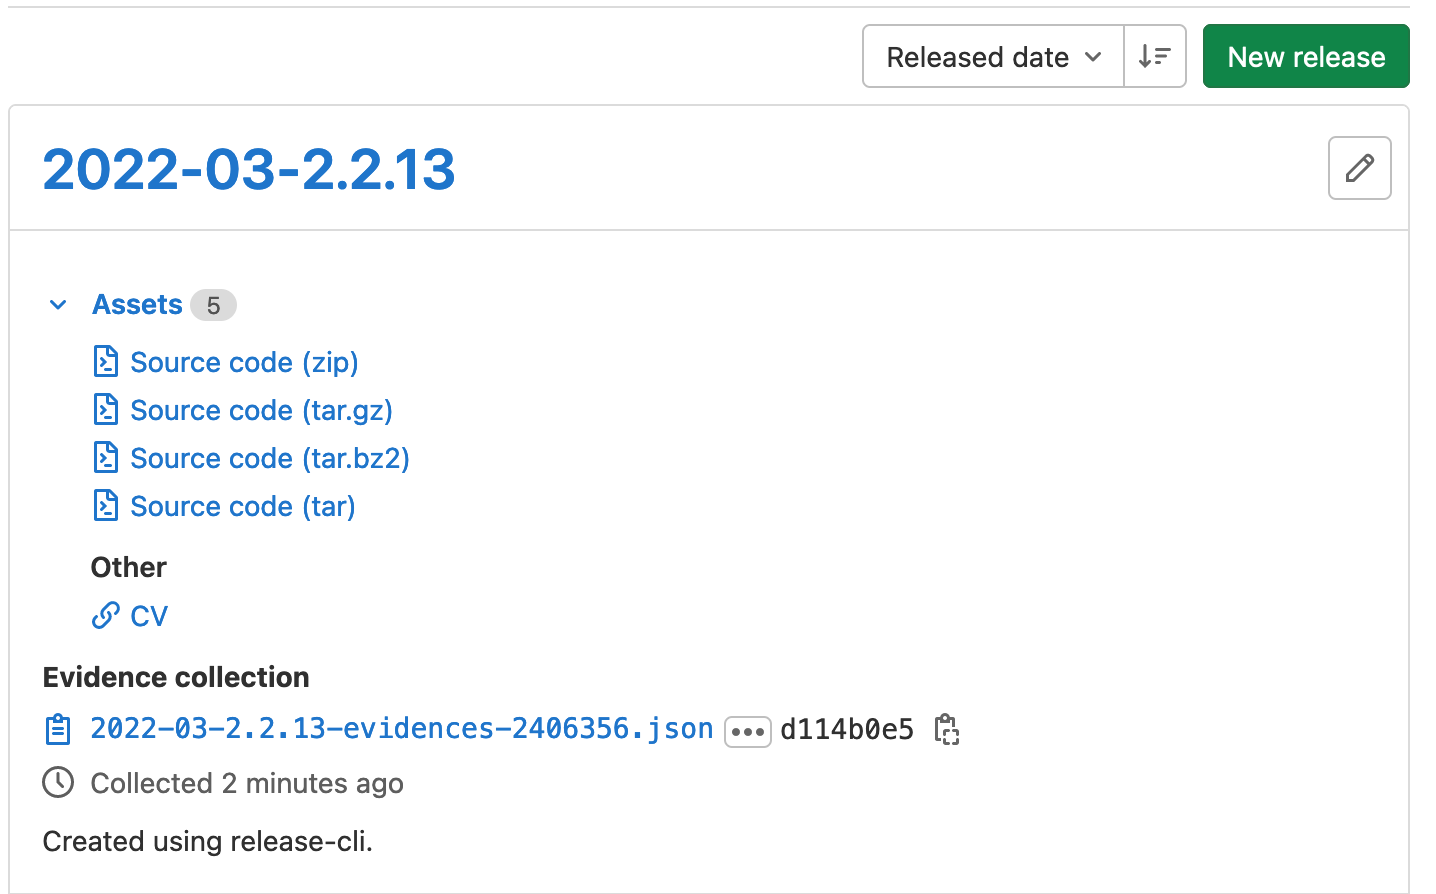 Released date
New release
2022-03-2.2.13
Assets 5
Source code (zip)
Source code (tar.gz)
Source code (tar.bz2)
Source code (tar)
Other
CV
Evidence collection
2022-03-2.2.13-evidences-2406356.json ••• d114b0e5
Collected 2 minutes ago
Created using release-cli.